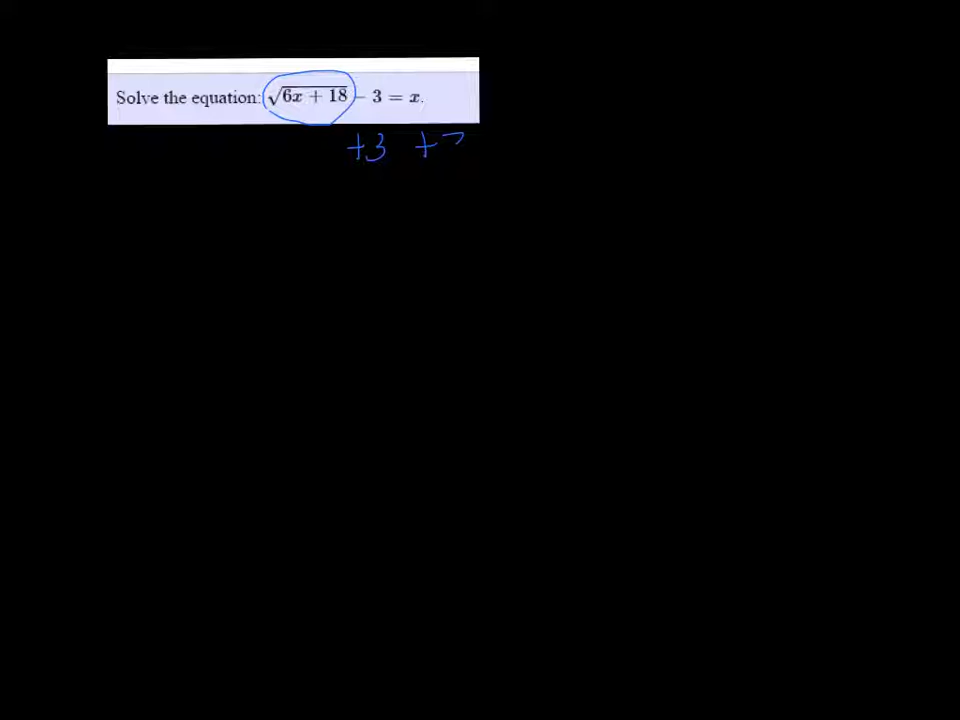 Solve the equation: √6x + 18 − 3 = x.
+3 +